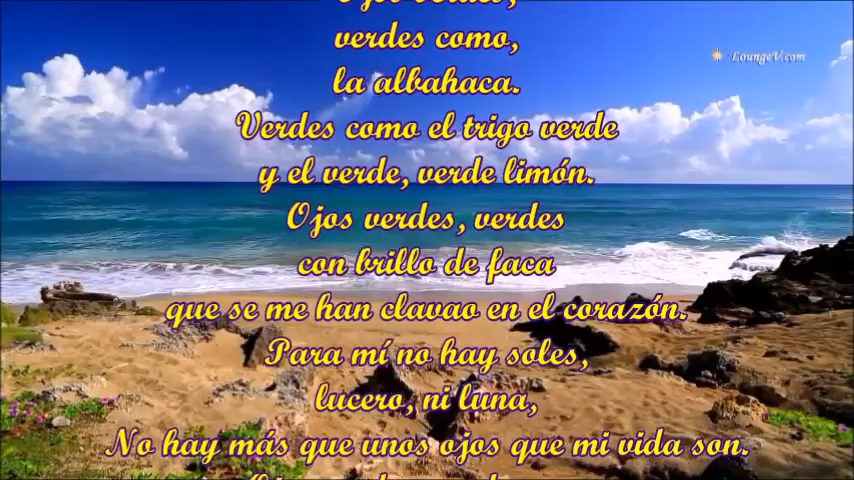 Ojos verdes,
verdes como,
la albahaca.
Verdes como el trigo verde
y el verde, verde limón.
Ojos verdes, verdes
con brillo de faca
que se me han clavao en el corazón.
Para mí no hay soles,
lucero, ni luna,
No hay más que unos ojos que mi vida son.
LoungeV.com